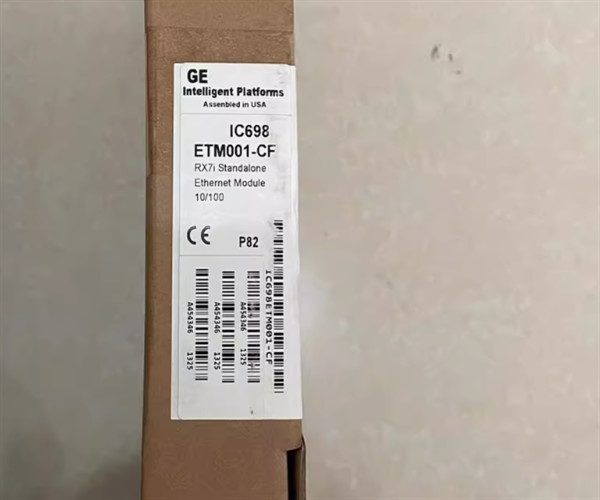 GE
Intelligent Platforms
Assenbled in USA
IC698
ETM001-CF
RX7i Standalone
Ethernet Module
10/100
CE
P82
IC698ETM001-CF
A454346 1325
A454346 1325
A454346 1325